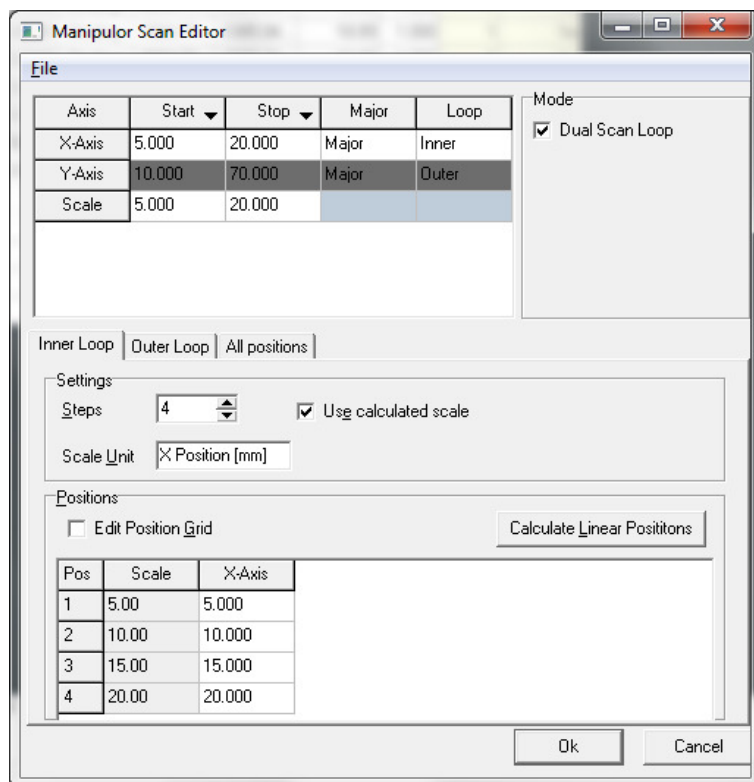 Manipulor Scan Editor
File
Axis Start Stop Major Loop
X-Axis 5.000 20.000 Major Inner
Y-Axis 10.000 70.000 Major Outer
Scale 5.000 20.000
Mode
Dual Scan Loop
Inner Loop Outer Loop All positions
Settings
Steps 4 Use calculated scale
Scale Unit X Position [mm]
Positions
Edit Position Grid Calculate Linear Posititons
Pos Scale X-Axis
1 5.00 5.000
2 10.00 10.000
3 15.00 15.000
4 20.00 20.000
Ok Cancel